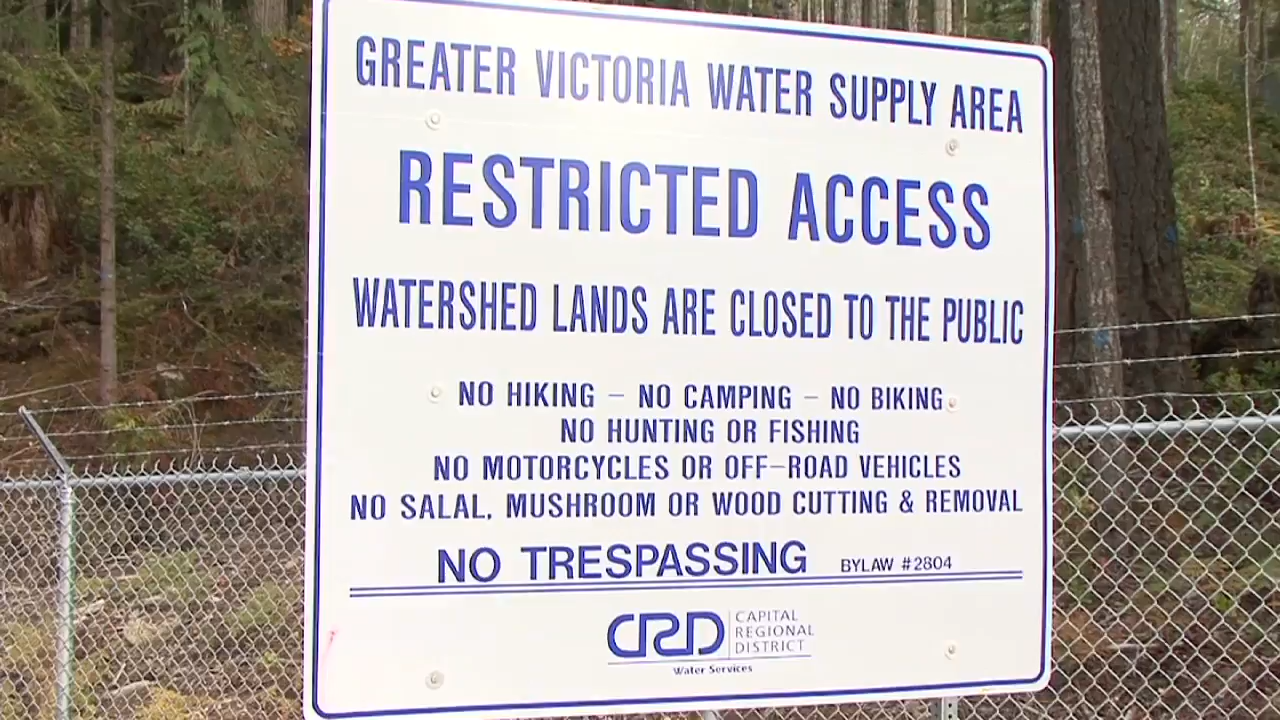 GREATER VICTORIA WATER SUPPLY AREA
RESTRICTED ACCESS
WATERSHED LANDS ARE CLOSED TO THE PUBLIC
NO HIKING – NO CAMPING – NO BIKING
NO HUNTING OR FISHING
NO MOTORCYCLES OR OFF–ROAD VEHICLES
NO SALAL, MUSHROOM OR WOOD CUTTING & REMOVAL
NO TRESPASSING BYLAW #2804
CRD
CAPITAL
REGIONAL
DISTRICT
Water Services